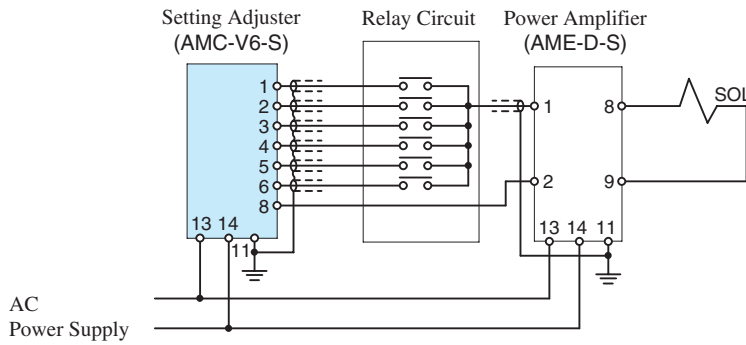 Setting Adjuster Relay Circuit Power Amplifier
(AMC-V6-S) (AME-D-S)
1
2 1 8 SOL
3
4
5
6 2 9
8
13 14 11 13 14 11
AC
Power Supply